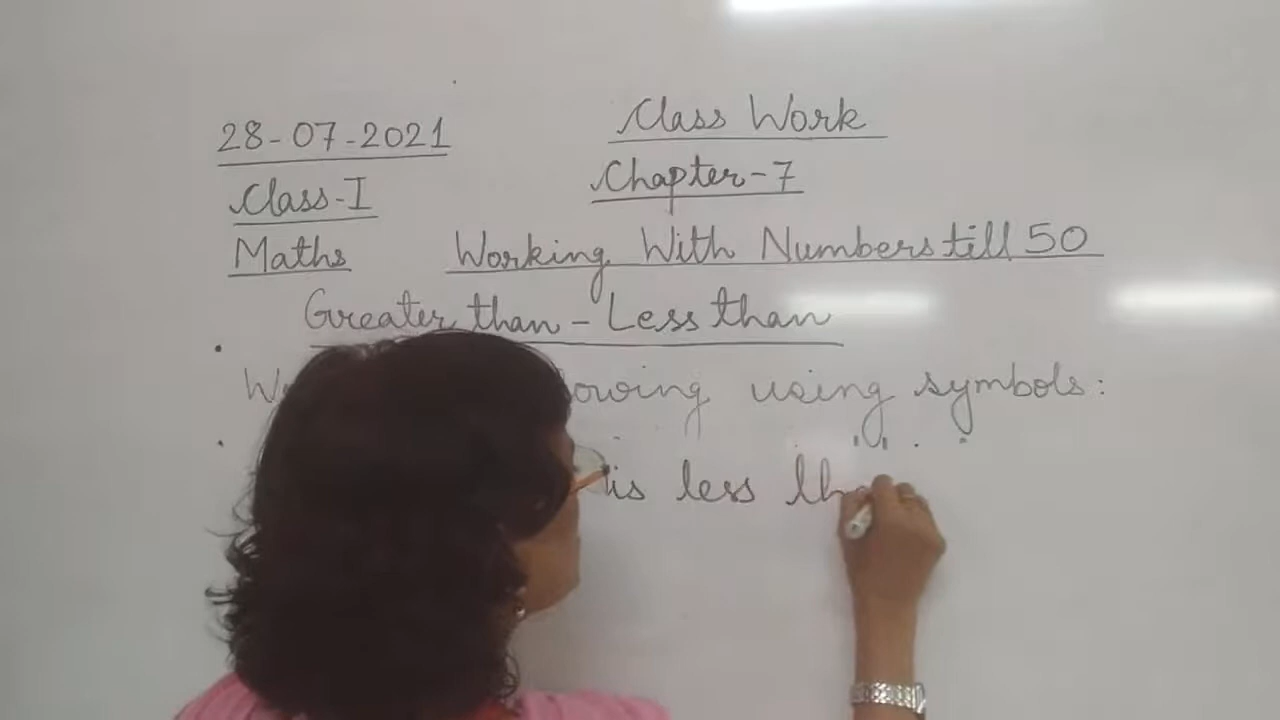 28-07-2021 Class Work
Class-I Chapter-7
Maths Working With Numbers till 50
Greater than - Less than
using symbols:
is less